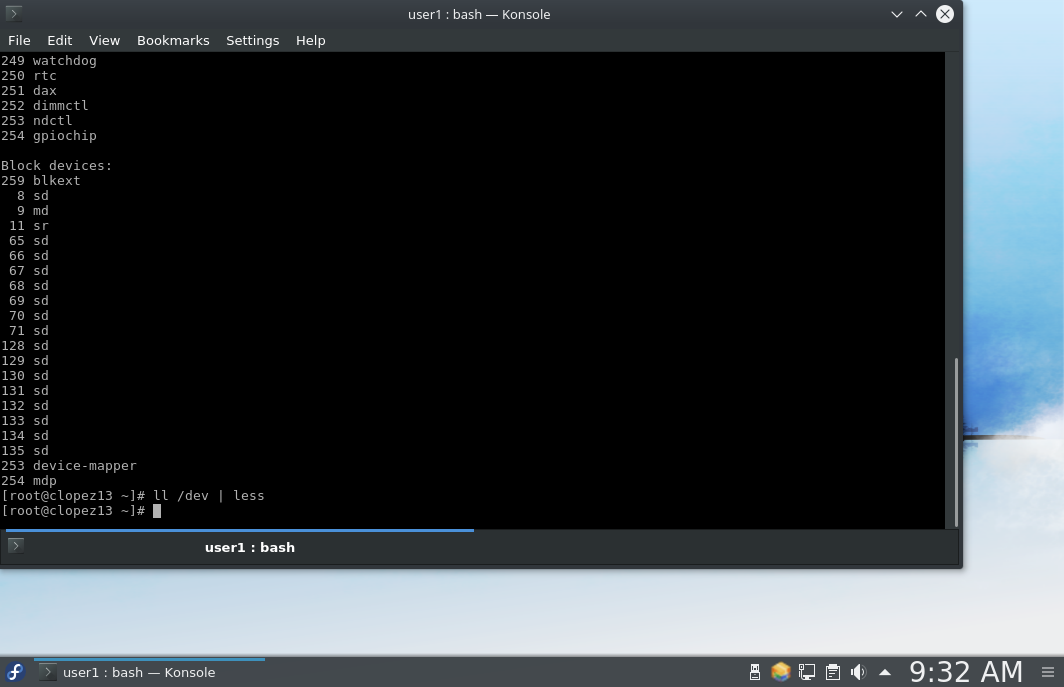 user1 : bash — Konsole
File Edit View Bookmarks Settings Help
249 watchdog
250 rtc
251 dax
252 dimmctl
253 ndctl
254 gpiochip
Block devices:
259 blkext
8 sd
9 md
11 sr
65 sd
66 sd
67 sd
68 sd
69 sd
70 sd
71 sd
128 sd
129 sd
130 sd
131 sd
132 sd
133 sd
134 sd
135 sd
253 device-mapper
254 mdp
[root@clopez13 ~]# ll /dev | less
[root@clopez13 ~]#
user1 : bash
user1 : bash — Konsole
9:32 AM